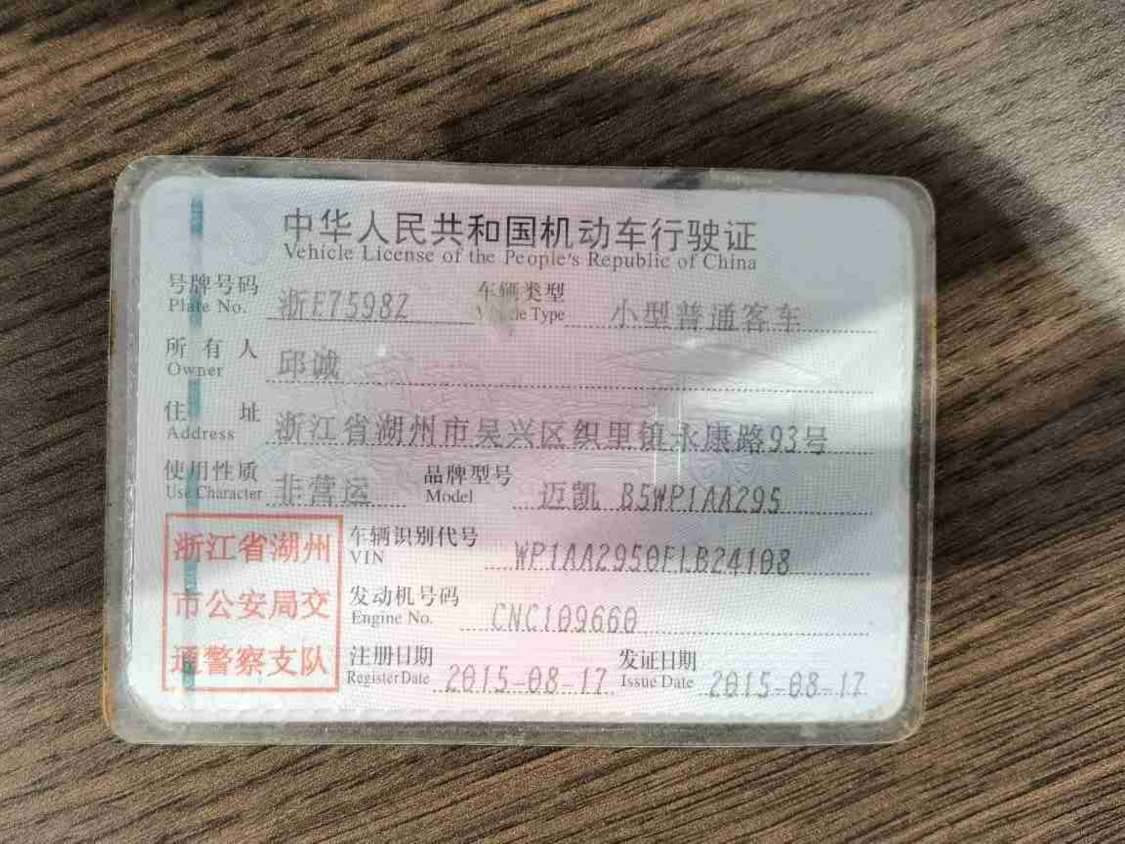 中华人民共和国机动车行驶证
Vehicle License of the People's Republic of China
号牌号码 浙E7598Z 车辆类型 小型普通客车
Plate No. Vehicle Type
所有人 邱诚
Owner
住址 浙江省湖州市吴兴区织里镇永康路93号
Address
使用性质 非营运 品牌型号 迈凯 B5WP1AA295
Use Character Model
浙江省湖州
市公安局交
通警察支队
车辆识别代号 WP1AA2950FLB24108
VIN
发动机号码 CNC109660
Engine No.
注册日期 2015-08-17 发证日期 2015-08-17
Register Date Issue Date